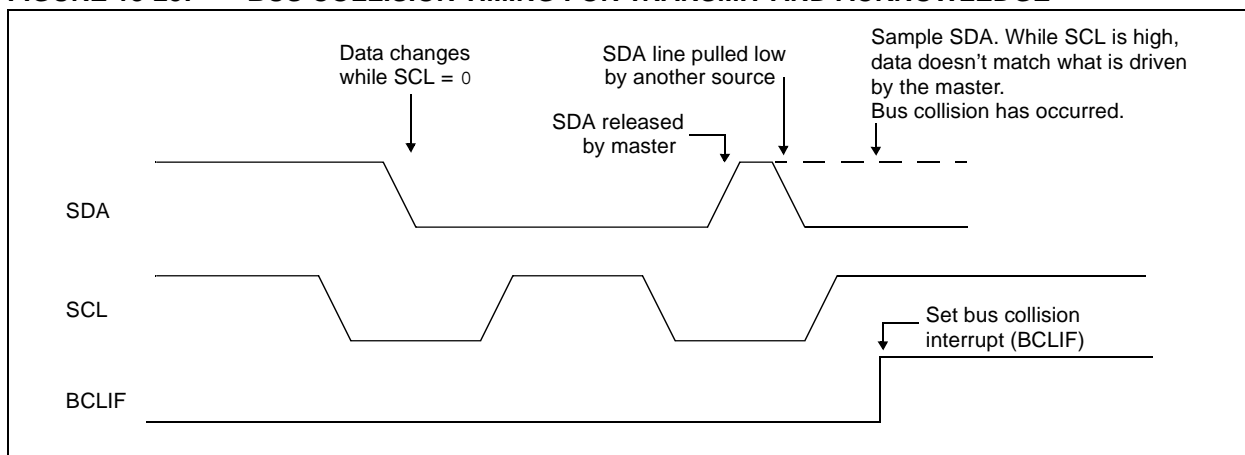 Data changes
while SCL = 0
SDA line pulled low
by another source
SDA released
by master
Sample SDA. While SCL is high,
data doesn't match what is driven
by the master.
Bus collision has occurred.
SDA
SCL
Set bus collision
interrupt (BCLIF)
BCLIF